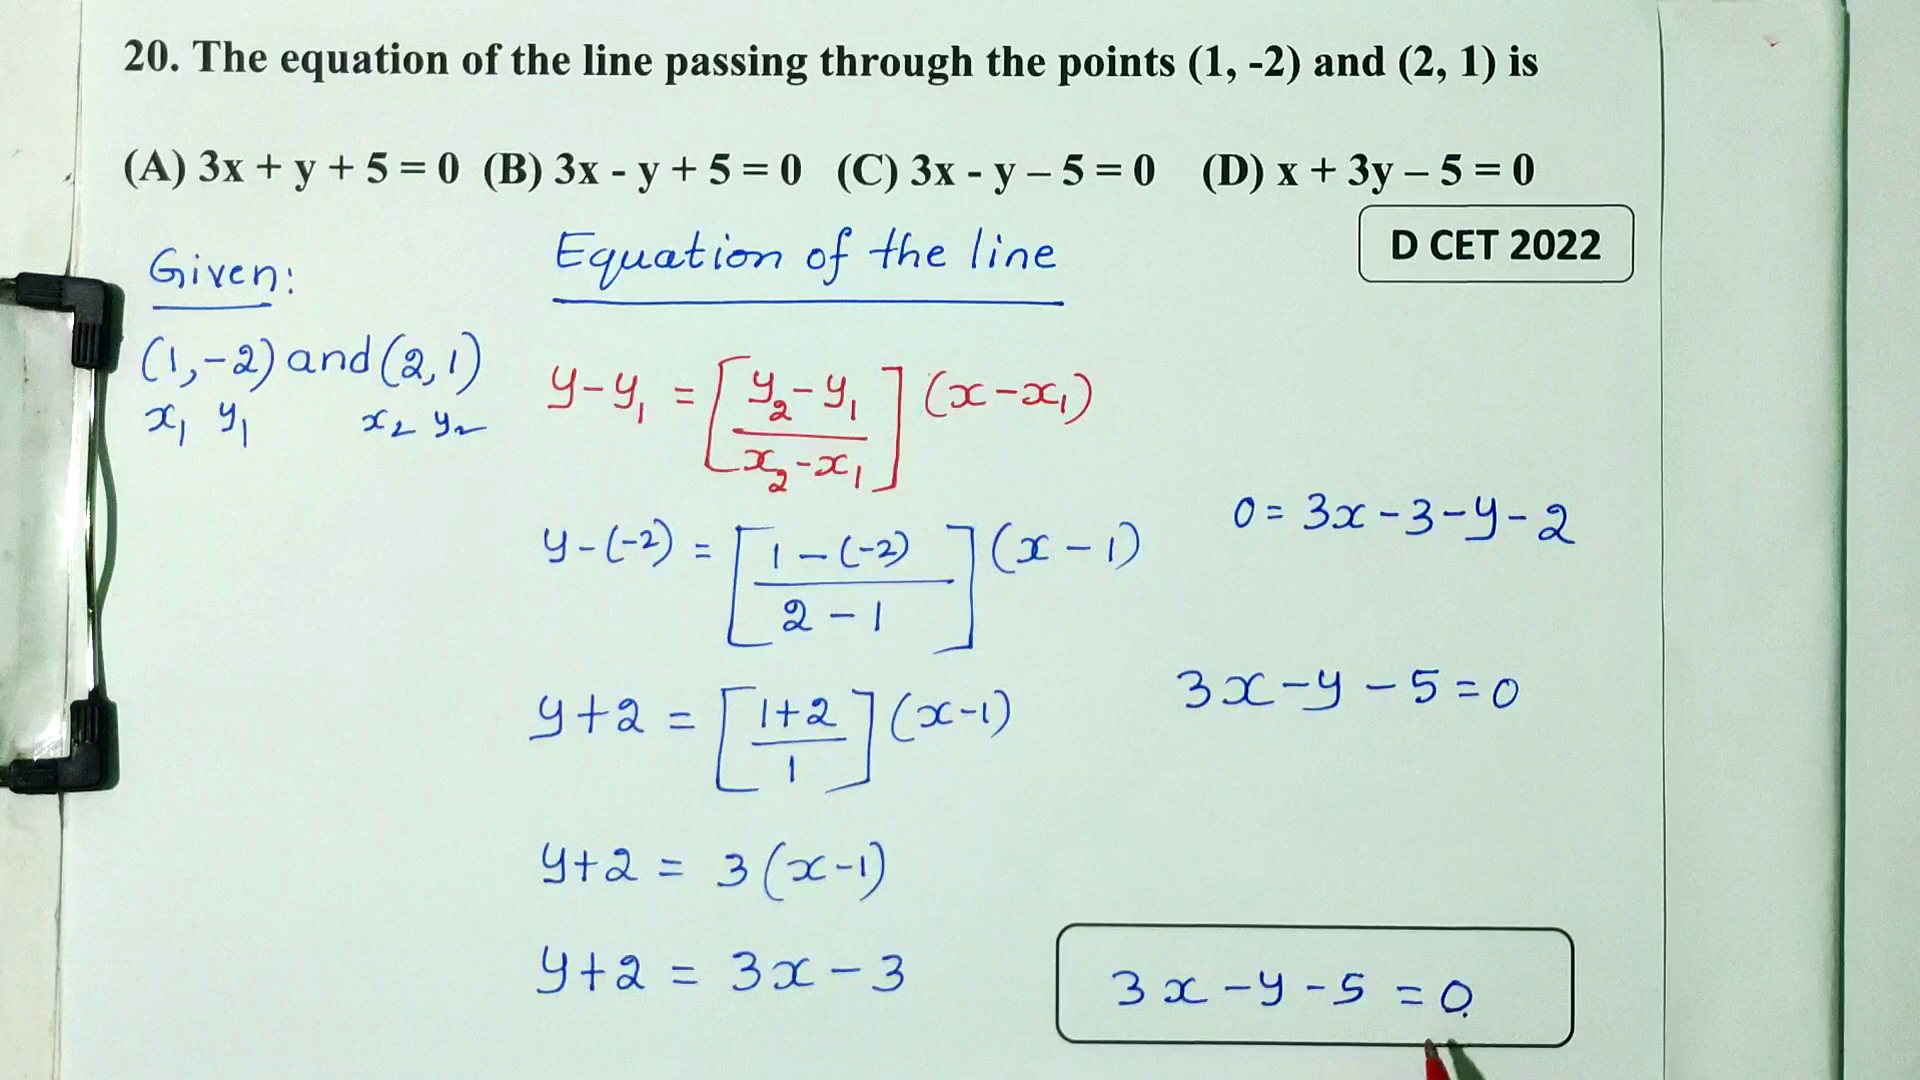 20. The equation of the line passing through the points (1, -2) and (2, 1) is
(A) 3x + y + 5 = 0 (B) 3x - y + 5 = 0 (C) 3x - y – 5 = 0 (D) x + 3y – 5 = 0
D CET 2022
Given:
(1,-2) and (2,1)
x₁ y₁ x₂ y₂
Equation of the line
y-y₁ = [y₂-y₁/x₂-x₁](x-x₁)
y-(-2) = [1-(-2)/2-1](x-1)
y+2 = [1+2/1](x-1)
y+2 = 3(x-1)
y+2 = 3x-3
0 = 3x-3-y-2
3x-y-5=0
3x-y-5=0.